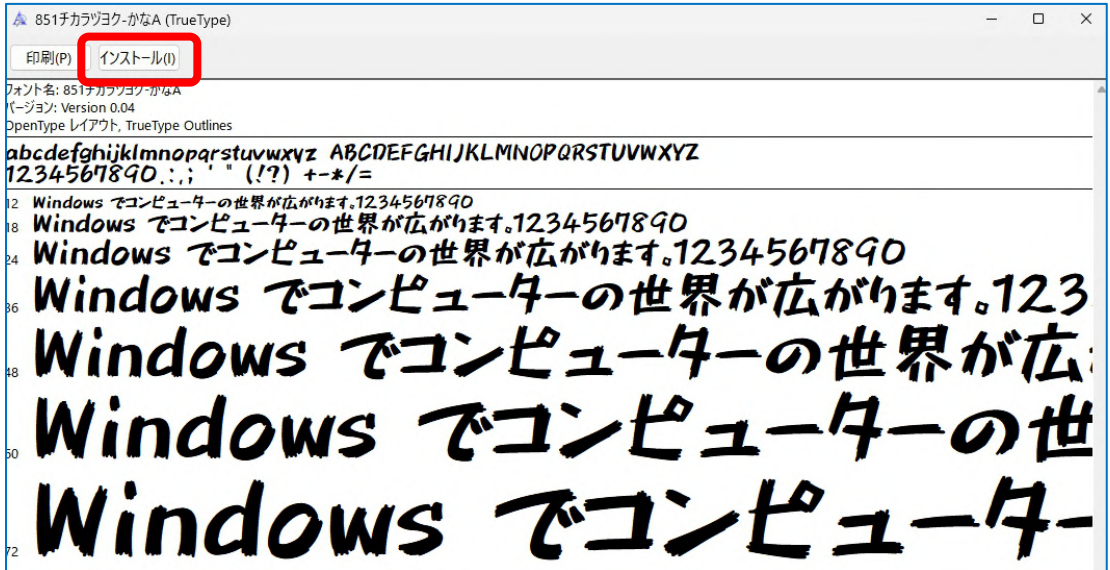 851チカラヅヨク-かなA (TrueType)
印刷(P) インストール(I)
フォント名: 851チカラヅヨク-かなA
バージョン: Version 0.04
OpenType レイアウト, TrueType Outlines
abcdefghijklmnopqrstuvwxyz ABCDEFGHIJKLMNOPQRSTUVWXYZ
1234567890.:,; ' " (!?) +-*/=
12 Windows でコンピューターの世界が広がります。1234567890
18 Windows でコンピューターの世界が広がります。1234567890
24 Windows でコンピューターの世界が広がります。1234567890
36 Windows でコンピューターの世界が広がります。123
48 Windows でコンピューターの世界が広
60 Windows でコンピューターの世
72 Windows でコンピューター